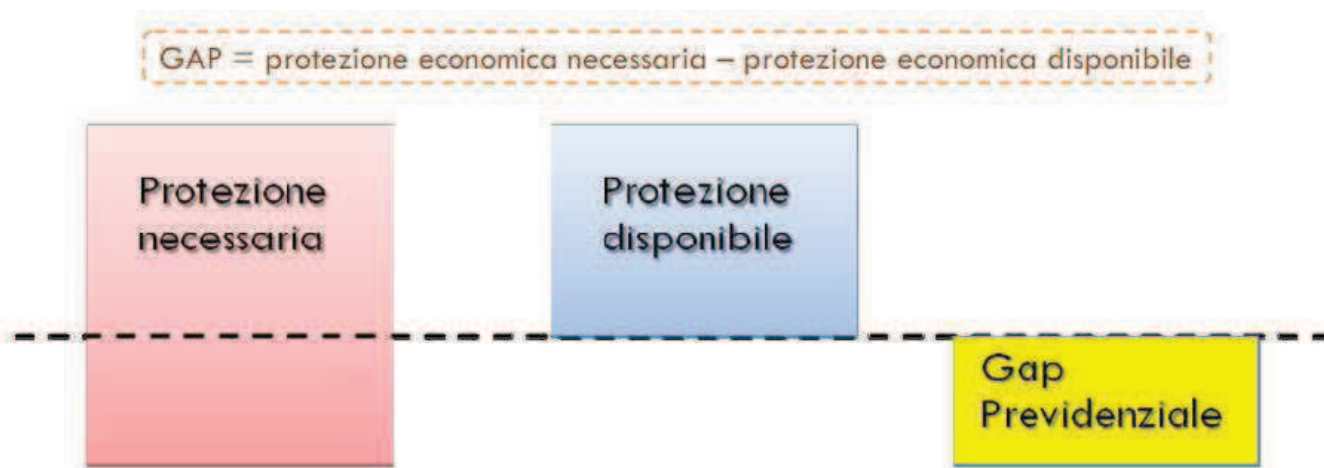 GAP = protezione economica necessaria – protezione economica disponibile
Protezione
necessaria
Protezione
disponibile
Gap
Previdenziale